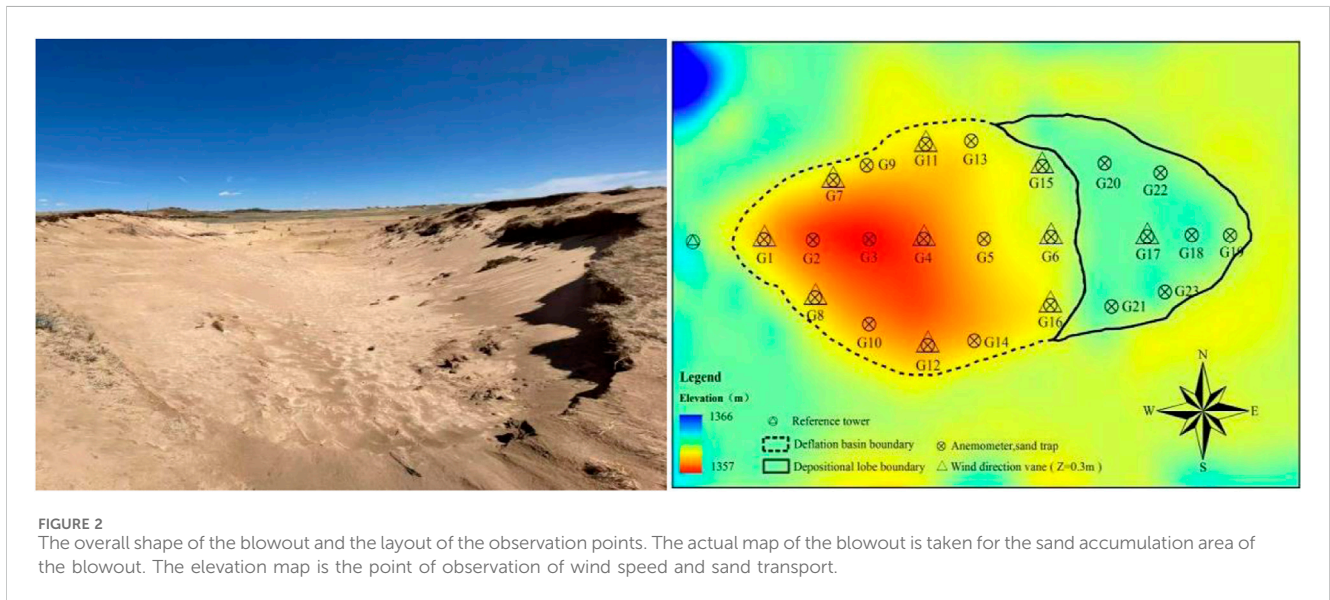 G11
G13
G9
G7
G15
G20
G22
G1
G2
G3
G4
G5
G6
G17
G18
G19
G8
G10
G12
G14
G16
G21
G23
Legend
Elevation（m）
1366
1357
Reference tower
Deflation basin boundary
Anemometer,sand trap
Depositional lobe boundary
Wind direction vane ( Z=0.3m )
N
W
E
S
FIGURE 2
The overall shape of the blowout and the layout of the observation points. The actual map of the blowout is taken for the sand accumulation area of
the blowout. The elevation map is the point of observation of wind speed and sand transport.